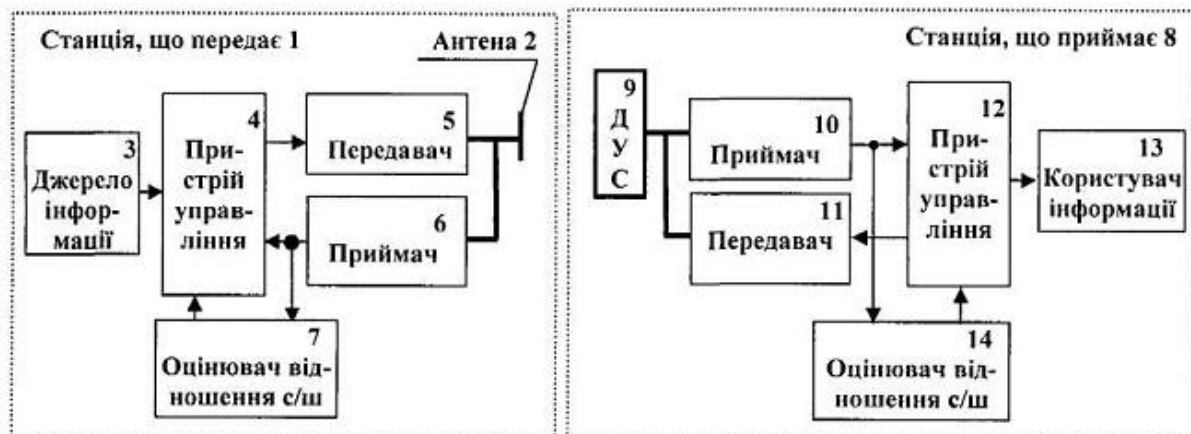 Станція, що передає 1
Антена 2
3
Джерело
інфор-
мації
4
При-
стрій
управ-
ління
5
Передавач
6
Приймач
7
Оцінювач від-
ношення с/ш
Станція, що приймає 8
9
Д
У
С
10
Приймач
11
Передавач
12
При-
стрій
управ-
ління
13
Користувач
інформації
14
Оцінювач від-
ношення с/ш